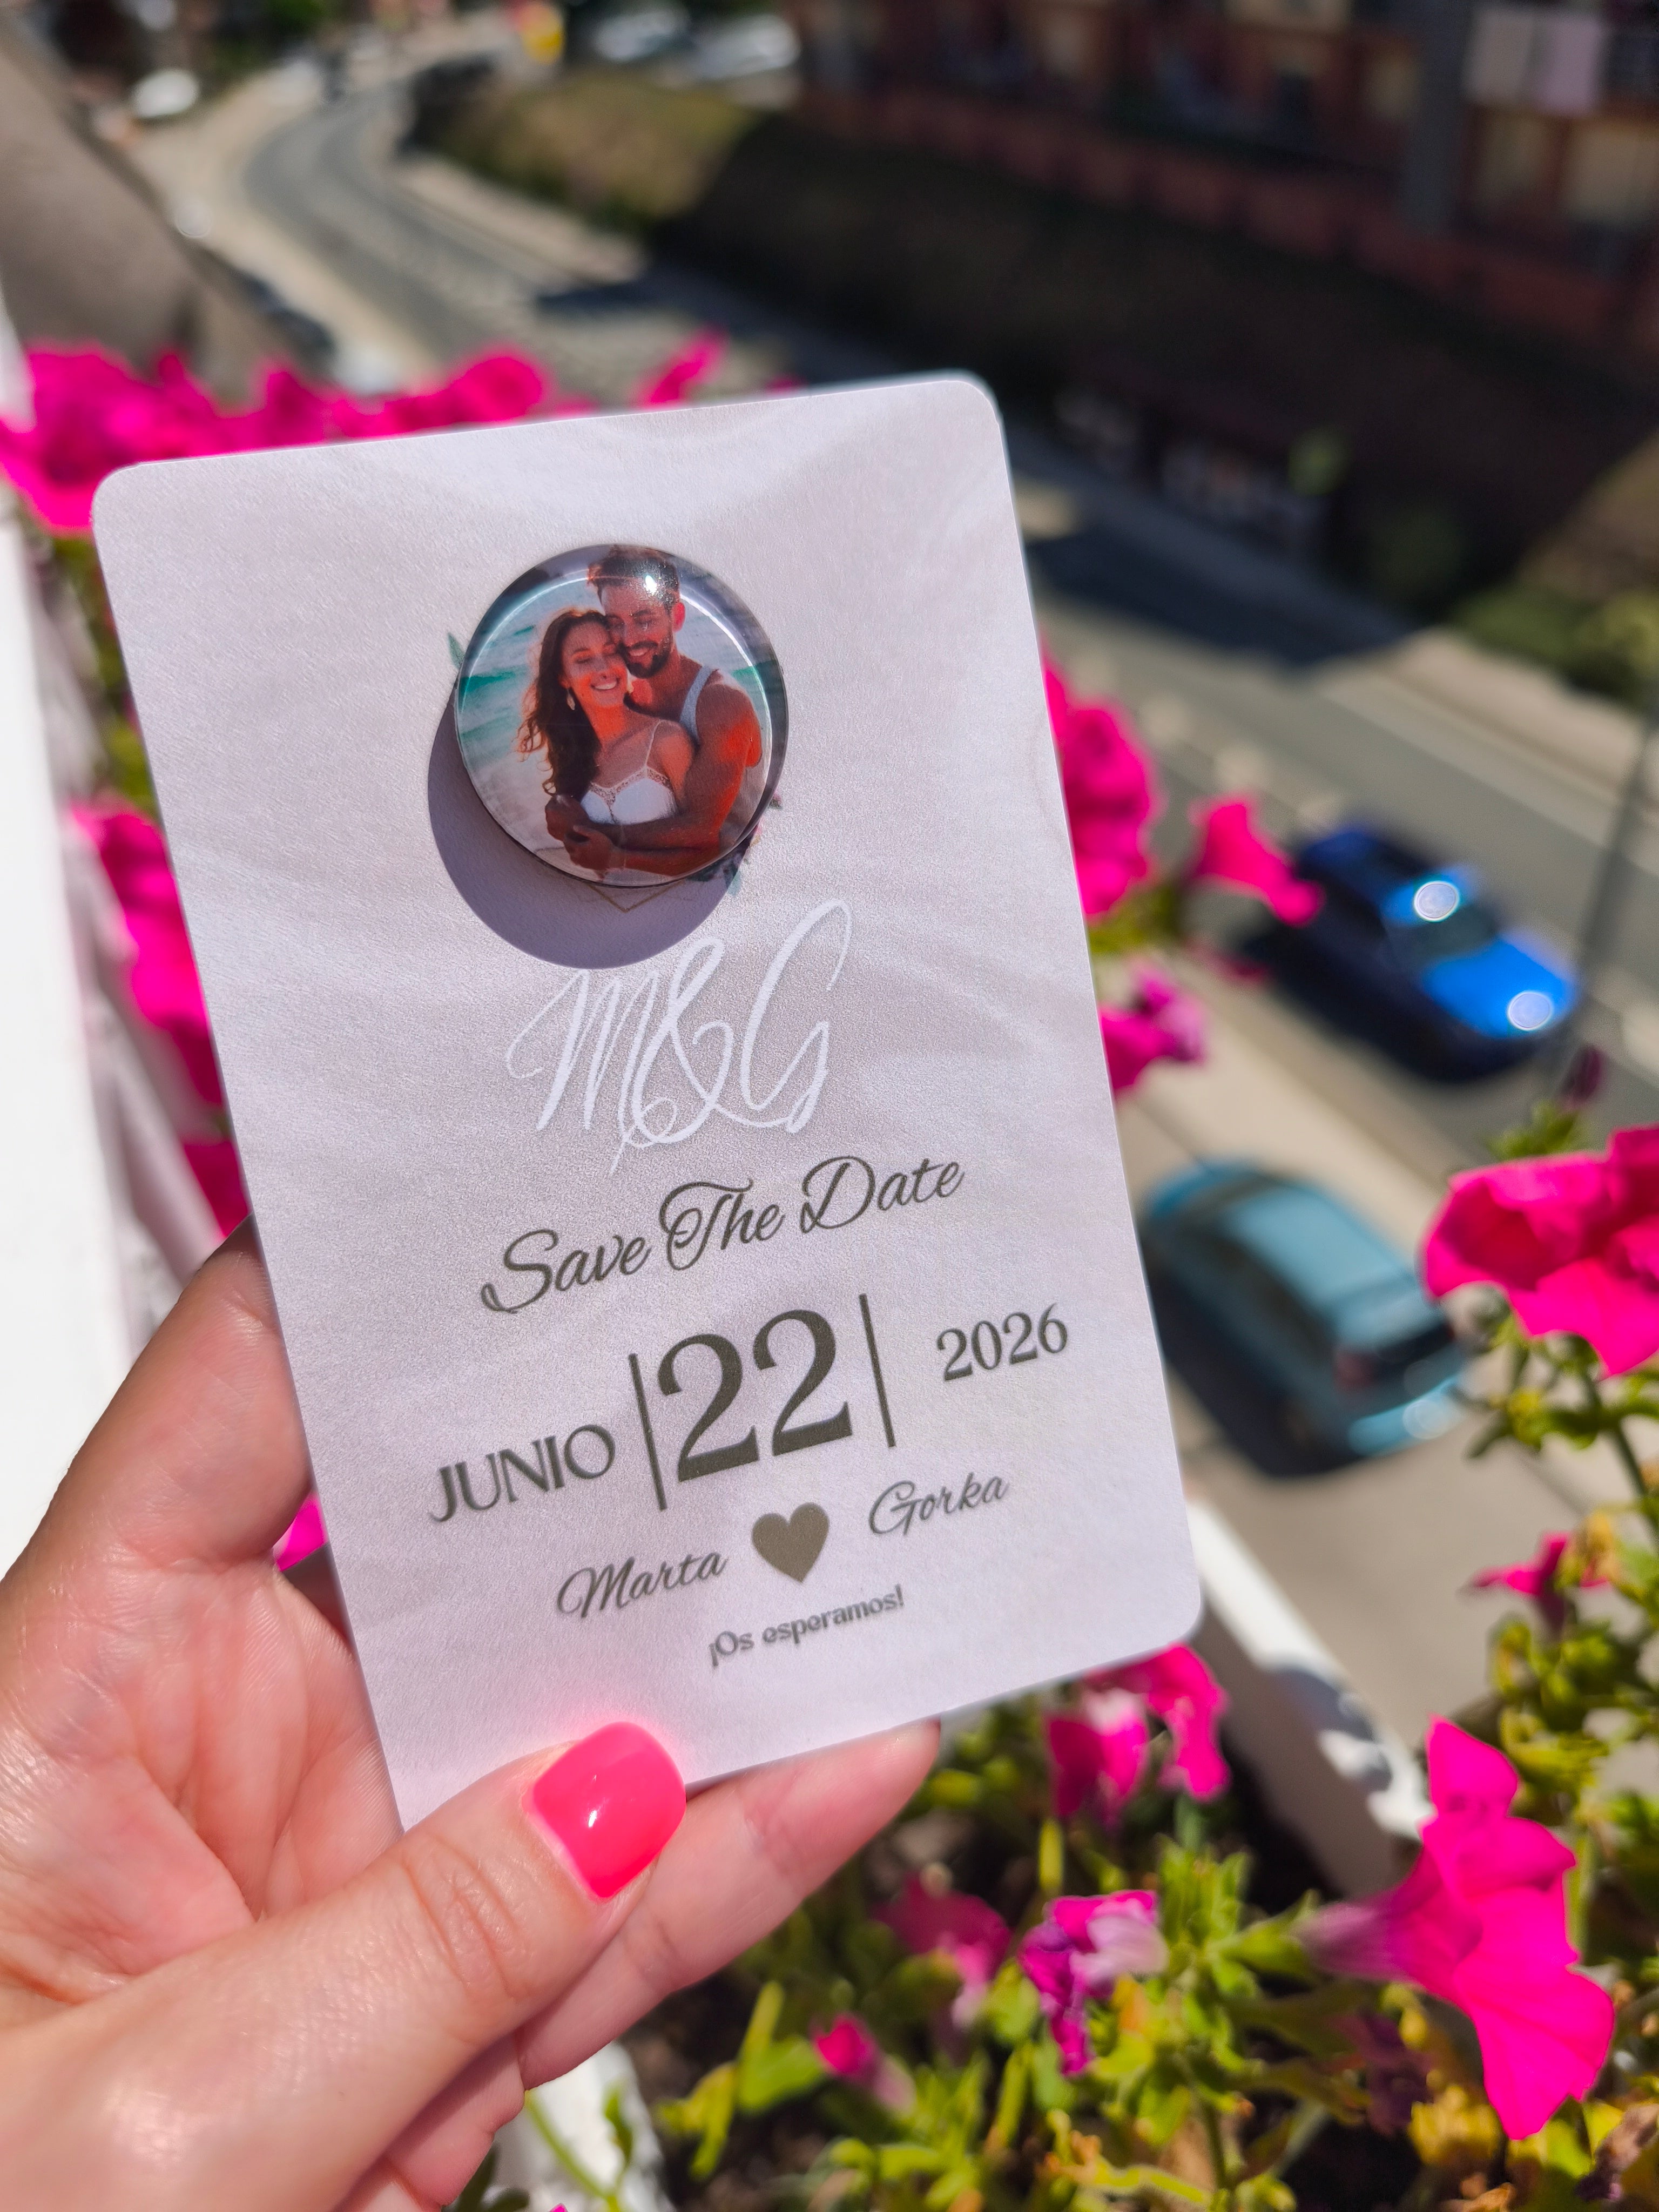 M&G
Save The Date
JUNIO | 22 | 2026
Marta ♥ Gorka
¡Os esperamos!